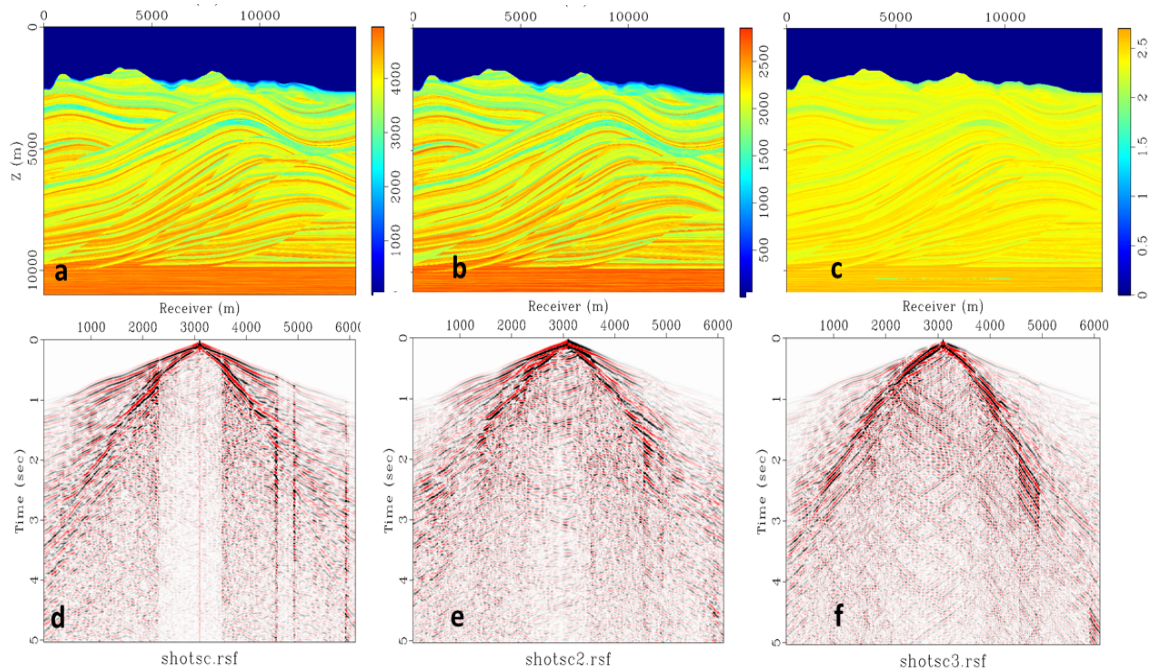 0 5000 10000 0 5000 10000 0 5000 10000
0 5000 10000
Z (m)
1000 2000 3000 4000
500 1000 1500 2000 2500
0 0.5 1 1.5 2 2.5
a b c
Receiver (m) Receiver (m) Receiver (m)
1000 2000 3000 4000 5000 6000 1000 2000 3000 4000 5000 6000 1000 2000 3000 4000 5000 6000
0 1 2 3 4 5 0 1 2 3 4 5 0 1 2 3 4 5
Time (sec) Time (sec) Time (sec)
d e f
shotsc.rsf shotsc2.rsf shotsc3.rsf